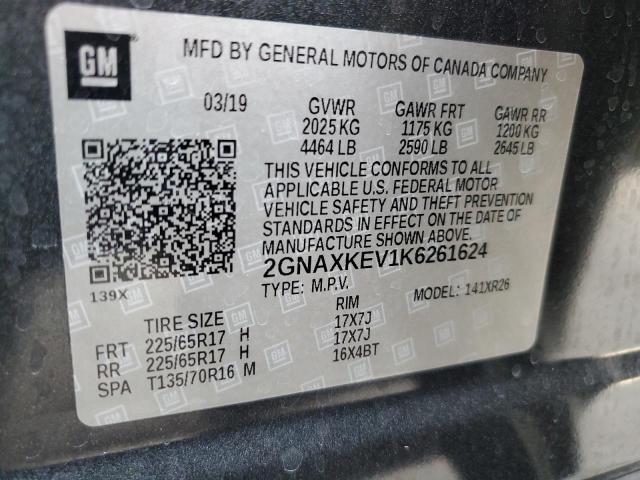 GM
MFD BY GENERAL MOTORS OF CANADA COMPANY
03/19 GVWR GAWR FRT GAWR RR
2025 KG 1175 KG 1200 KG
4464 LB 2590 LB 2645 LB
THIS VEHICLE CONFORMS TO ALL
APPLICABLE U.S. FEDERAL MOTOR
VEHICLE SAFETY AND THEFT PREVENTION
STANDARDS IN EFFECT ON THE DATE OF
MANUFACTURE SHOWN ABOVE.
2GNAXKEV1K6261624
139X TYPE: M.P.V. MODEL: 141XR26
TIRE SIZE RIM
FRT 225/65R17 H 17X7J
RR 225/65R17 H 17X7J
SPA T135/70R16 M 16X4BT